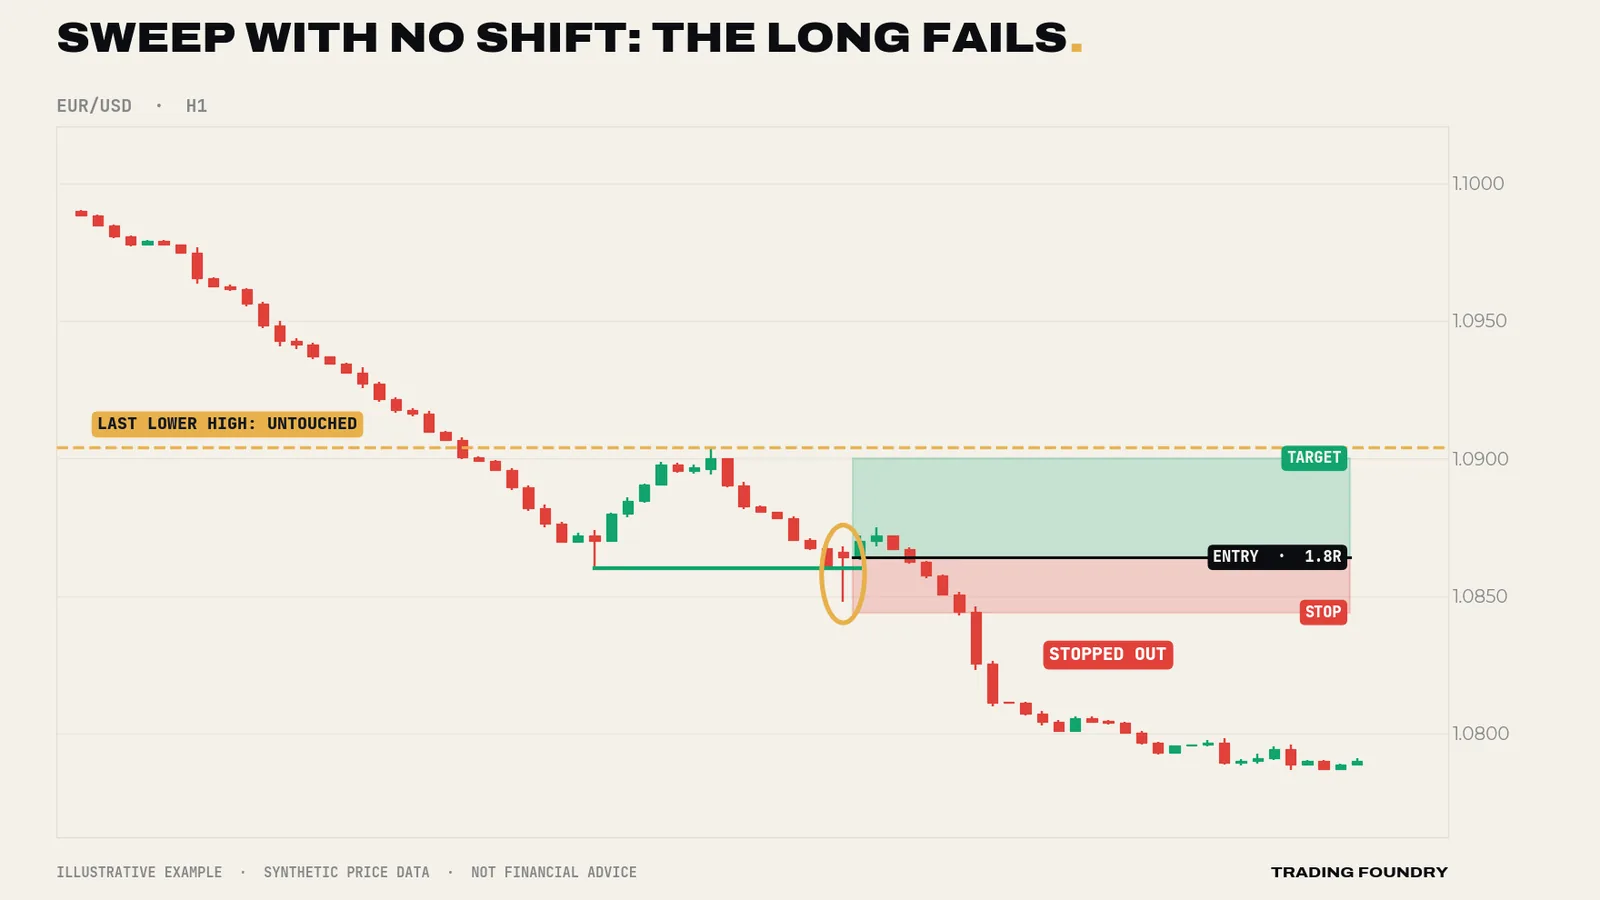 SWEEP WITH NO SHIFT: THE LONG FAILS.
EUR/USD · H1
1.1000
1.0950
LAST LOWER HIGH: UNTOUCHED
TARGET
1.0900
ENTRY · 1.8R
1.0850
STOP
STOPPED OUT
1.0800
ILLUSTRATIVE EXAMPLE · SYNTHETIC PRICE DATA · NOT FINANCIAL ADVICE
TRADING FOUNDRY